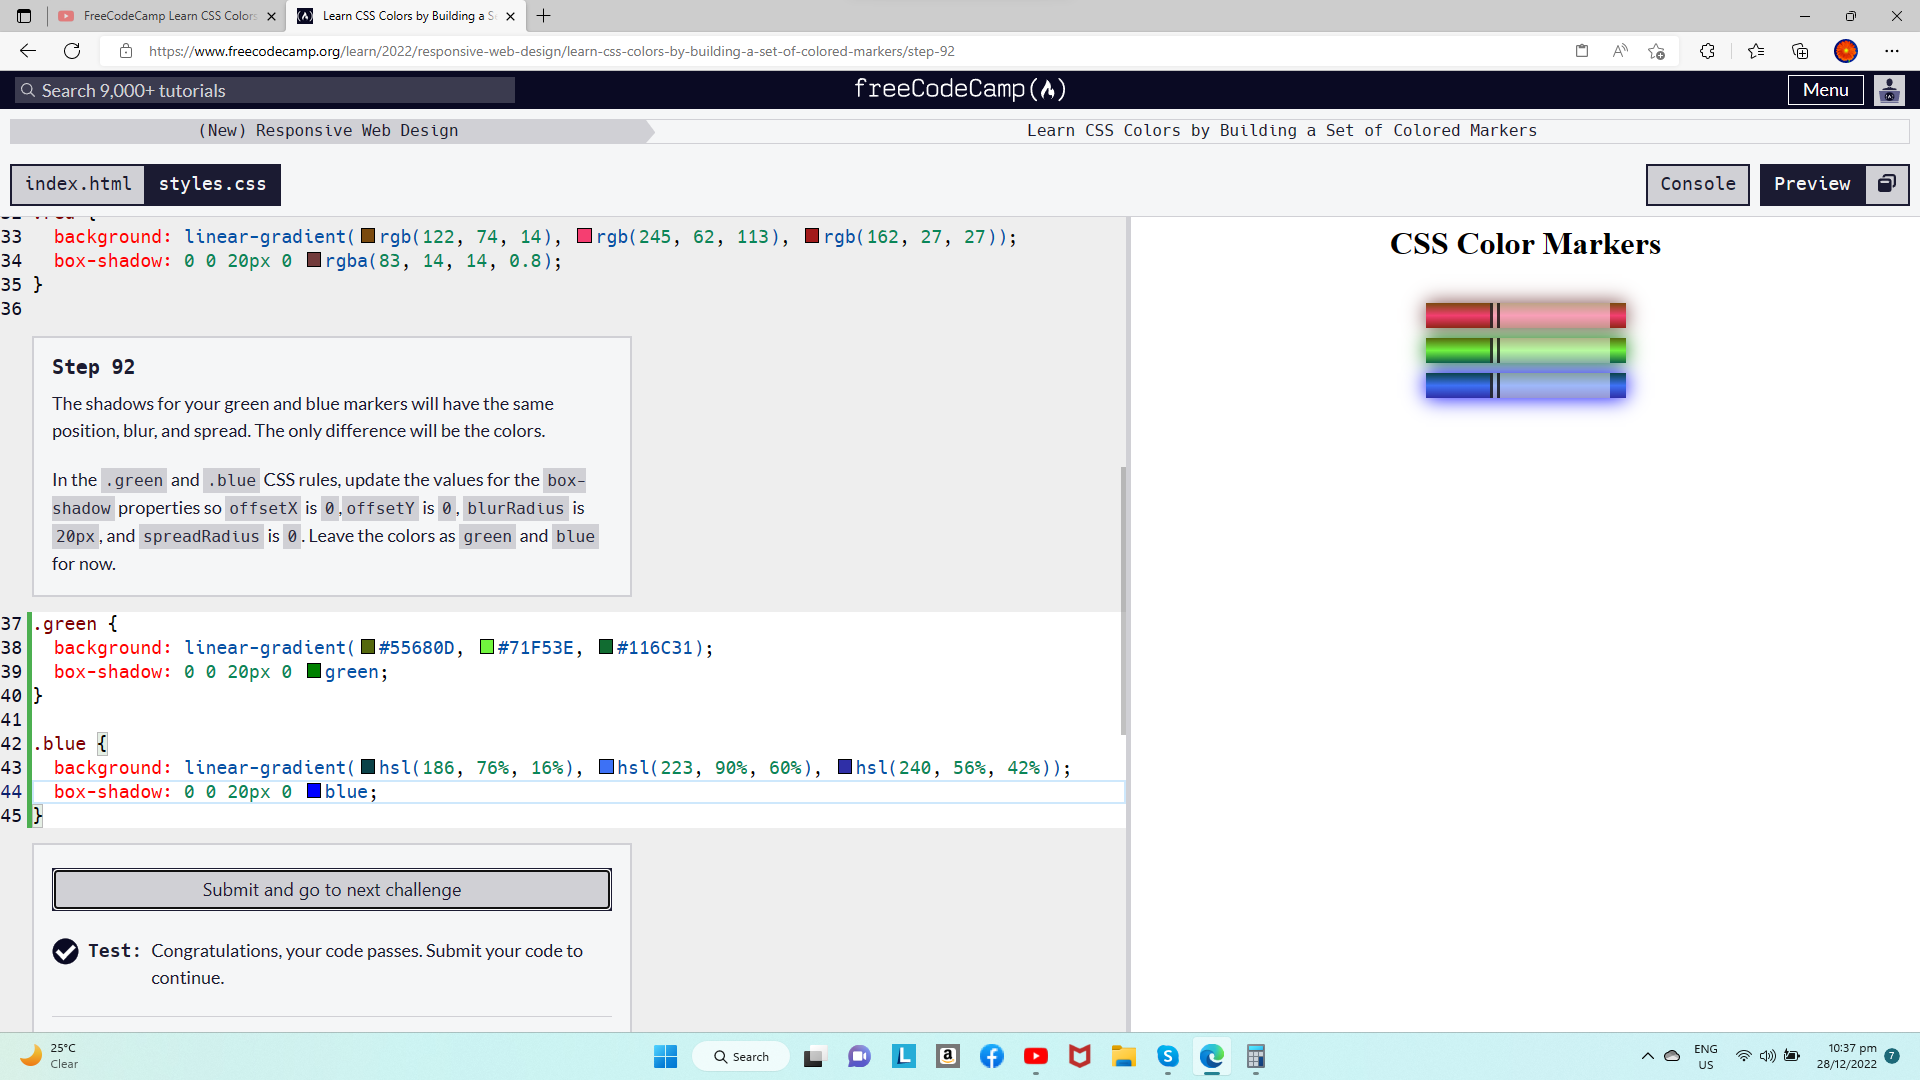 FreeCodeCamp Learn CSS Colors
Learn CSS Colors by Building a Se
https://www.freecodecamp.org/learn/2022/responsive-web-design/learn-css-colors-by-building-a-set-of-colored-markers/step-92
Search 9,000+ tutorials
freeCodeCamp
Menu
(New) Responsive Web Design
Learn CSS Colors by Building a Set of Colored Markers
index.html
styles.css
Console
Preview
33 background: linear-gradient(rgb(122, 74, 14), rgb(245, 62, 113), rgb(162, 27, 27));
34 box-shadow: 0 0 20px 0 rgba(83, 14, 14, 0.8);
35 }
36
Step 92
The shadows for your green and blue markers will have the same
position, blur, and spread. The only difference will be the colors.
In the .green and .blue CSS rules, update the values for the box-
shadow properties so offsetX is 0, offsetY is 0, blurRadius is
20px, and spreadRadius is 0. Leave the colors as green and blue
for now.
37 .green {
38 background: linear-gradient(#55680D, #71F53E, #116C31);
39 box-shadow: 0 0 20px 0 green;
40 }
41
42 .blue {
43 background: linear-gradient(hsl(186, 76%, 16%), hsl(223, 90%, 60%), hsl(240, 56%, 42%));
44 box-shadow: 0 0 20px 0 blue;
45 }
Submit and go to next challenge
Test: Congratulations, your code passes. Submit your code to
continue.
CSS Color Markers
25°C
Clear
Search
ENG
US
10:37 pm
28/12/2022
7